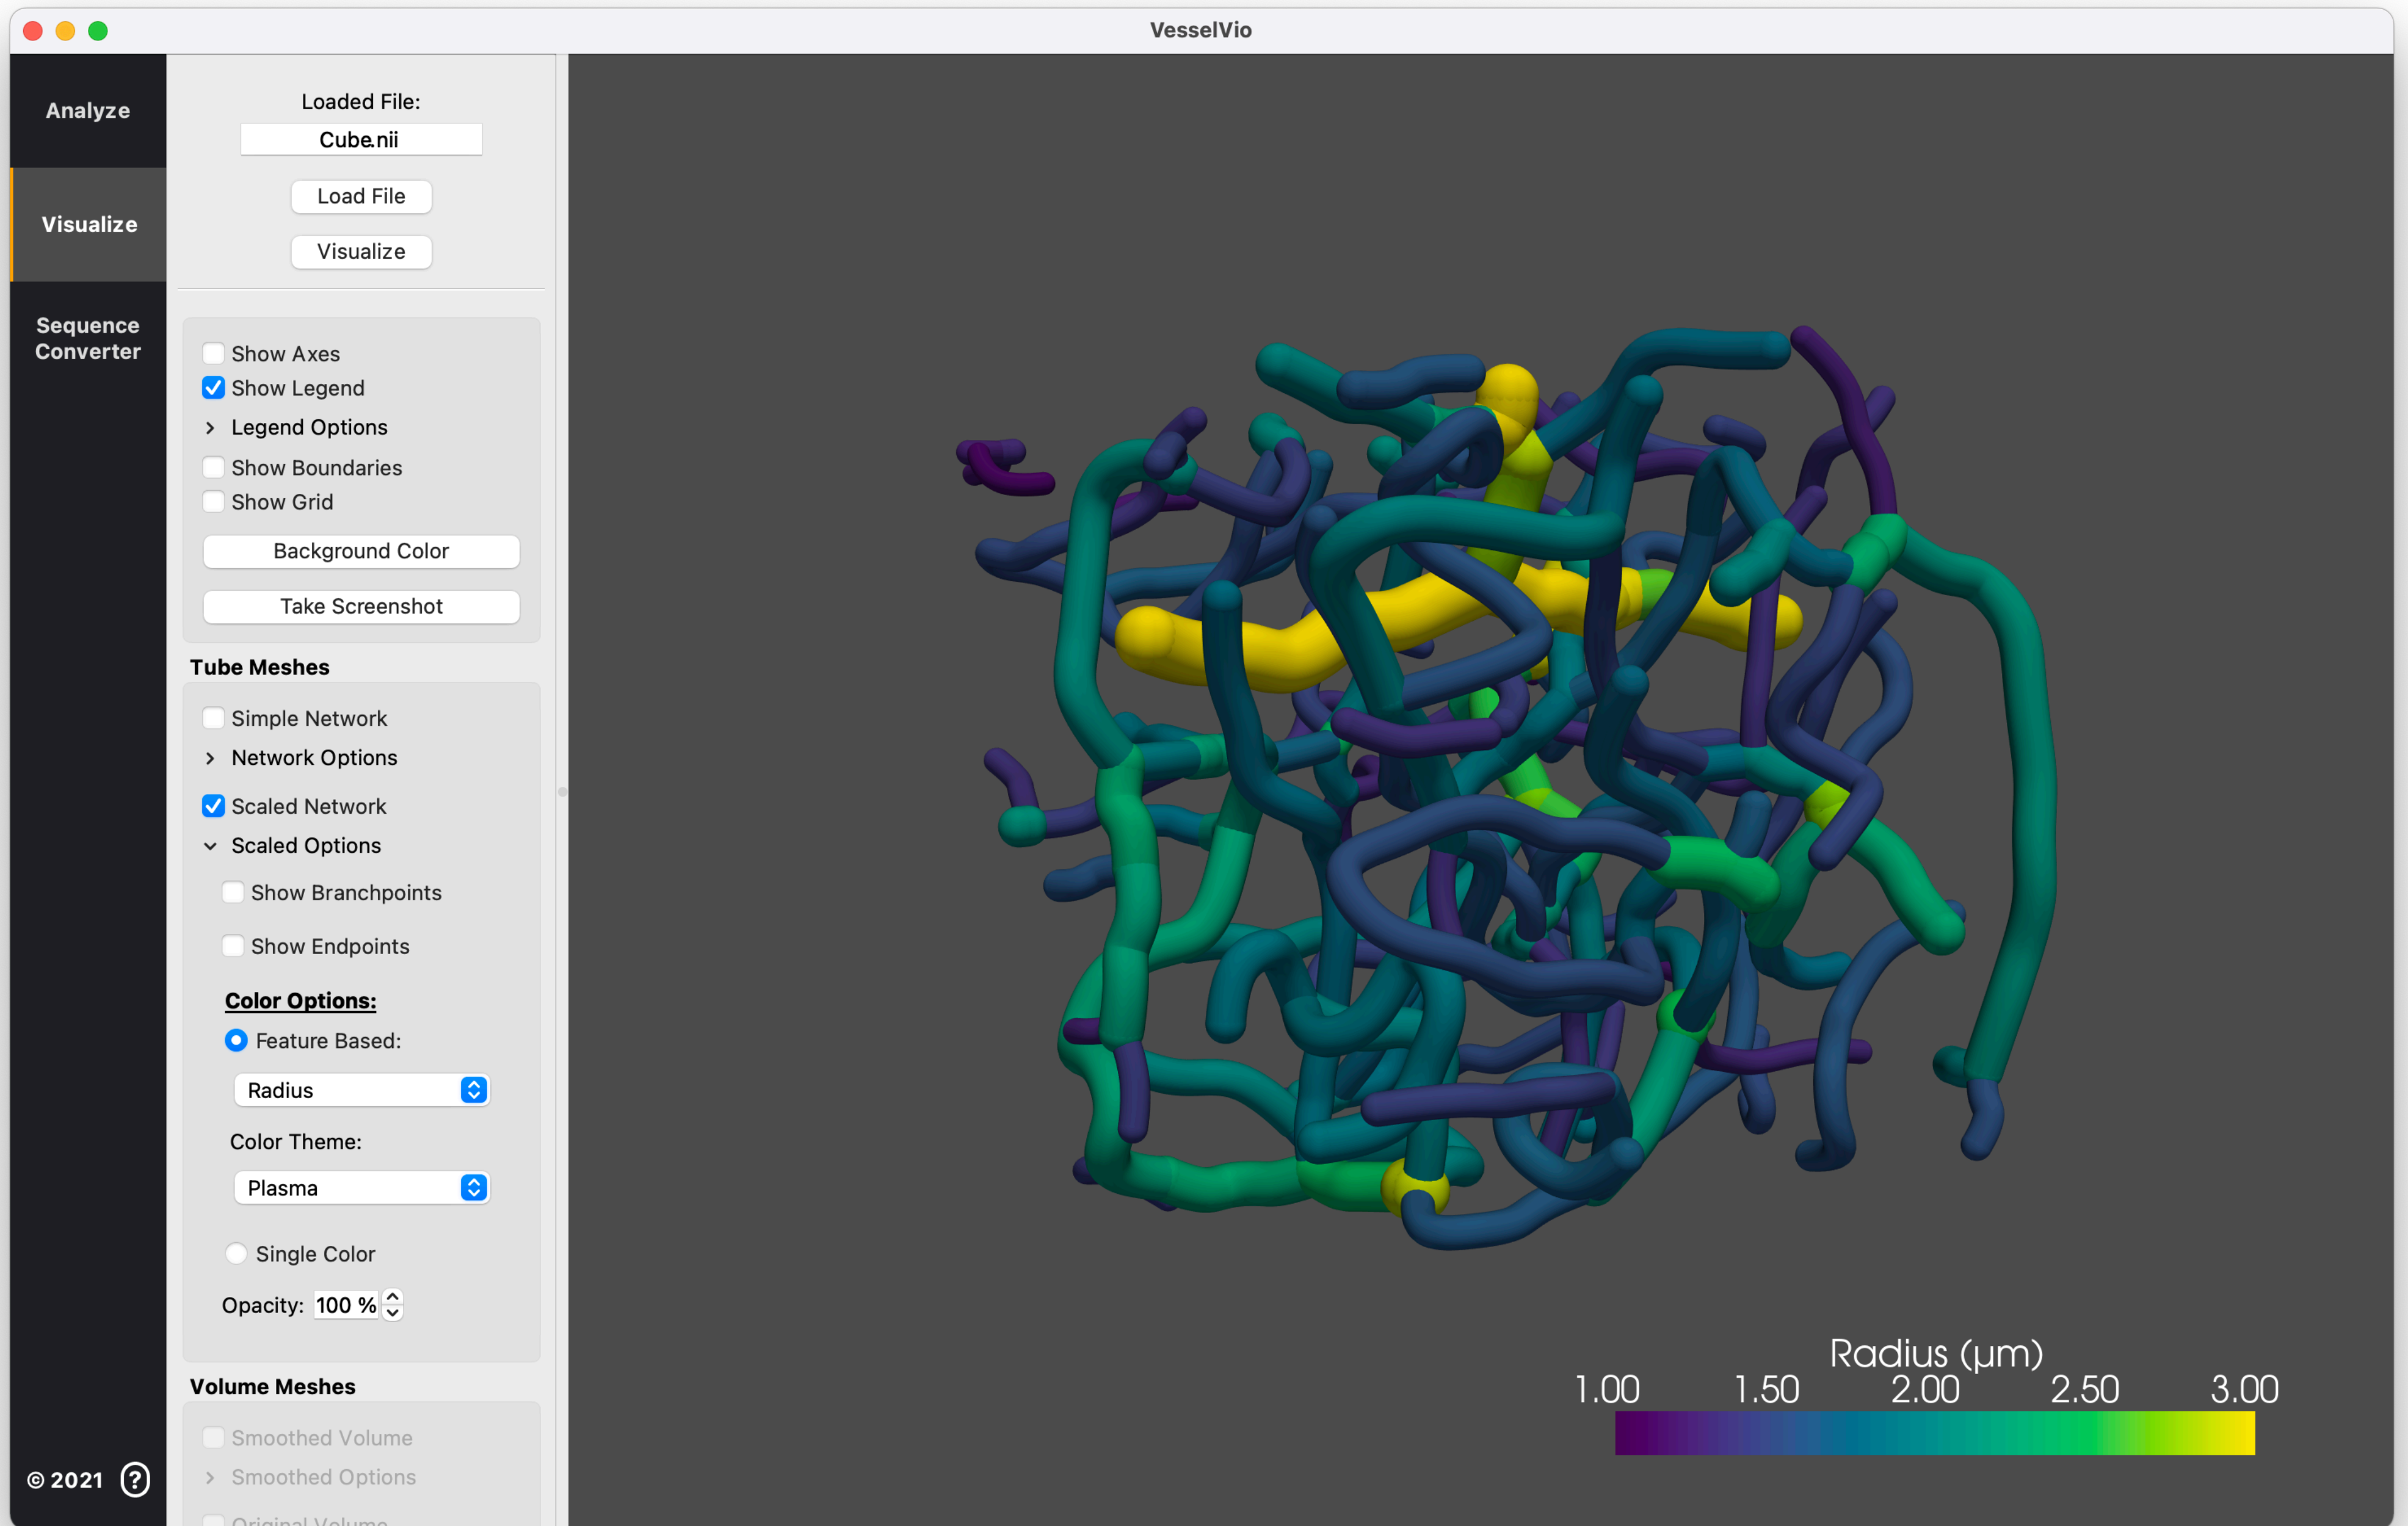 VesselVio
Analyze
Visualize
Sequence
Converter
© 2021
?
Loaded File:
Cube.nii
Load File
Visualize
Show Axes
Show Legend
Legend Options
Show Boundaries
Show Grid
Background Color
Take Screenshot
Tube Meshes
Simple Network
Network Options
Scaled Network
Scaled Options
Show Branchpoints
Show Endpoints
Color Options:
Feature Based:
Radius
Color Theme:
Plasma
Single Color
Opacity: 100 %
Volume Meshes
Smoothed Volume
Smoothed Options
Original Volume
Radius (μm)
1.00 1.50 2.00 2.50 3.00